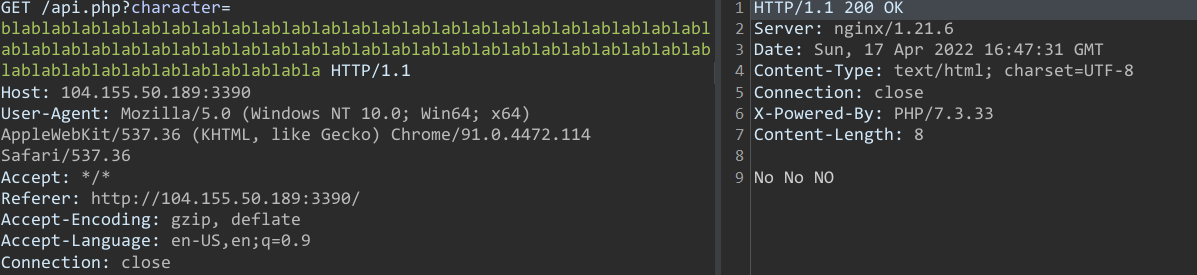 GET /api.php?character=
blablablablablablablablablablablablablablablablablablablablablablablabl
ablablablablablablablablablablablablablablablablablablablablablablablab
lablablablablablablablablablabla HTTP/1.1
Host: 104.155.50.189:3390
User-Agent: Mozilla/5.0 (Windows NT 10.0; Win64; x64)
AppleWebKit/537.36 (KHTML, like Gecko) Chrome/91.0.4472.114
Safari/537.36
Accept: */*
Referer: http://104.155.50.189:3390/
Accept-Encoding: gzip, deflate
Accept-Language: en-US,en;q=0.9
Connection: close
1 HTTP/1.1 200 OK
2 Server: nginx/1.21.6
3 Date: Sun, 17 Apr 2022 16:47:31 GMT
4 Content-Type: text/html; charset=UTF-8
5 Connection: close
6 X-Powered-By: PHP/7.3.33
7 Content-Length: 8
8
9 No No NO